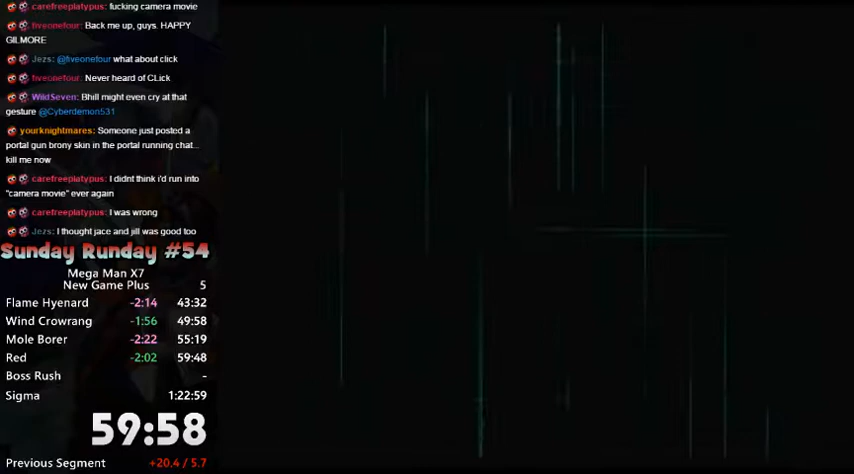 carefreeplatypus: fucking camera movie
fiveonefour: Back me up, guys. HAPPY
GILMORE
Jezs: @fiveonefour what about click
fiveonefour: Never heard of CLick
WildSeven: Bhill might even cry at that
gesture @Cyberdemon531
yourknightmares: Someone just posted a
portal gun brony skin in the portal running chat...
kill me now
carefreeplatypus: I didnt think i'd run into
"camera movie" ever again
carefreeplatypus: I was wrong
Jezs: I thought jace and jill was good too
Sunday Runday #54
Mega Man X7
New Game Plus 5
Flame Hyenard -2:14 43:32
Wind Crowrang -1:56 49:58
Mole Borer -2:22 55:19
Red -2:02 59:48
Boss Rush -
Sigma 1:22:59
59:58
Previous Segment +20.4 / 5.7